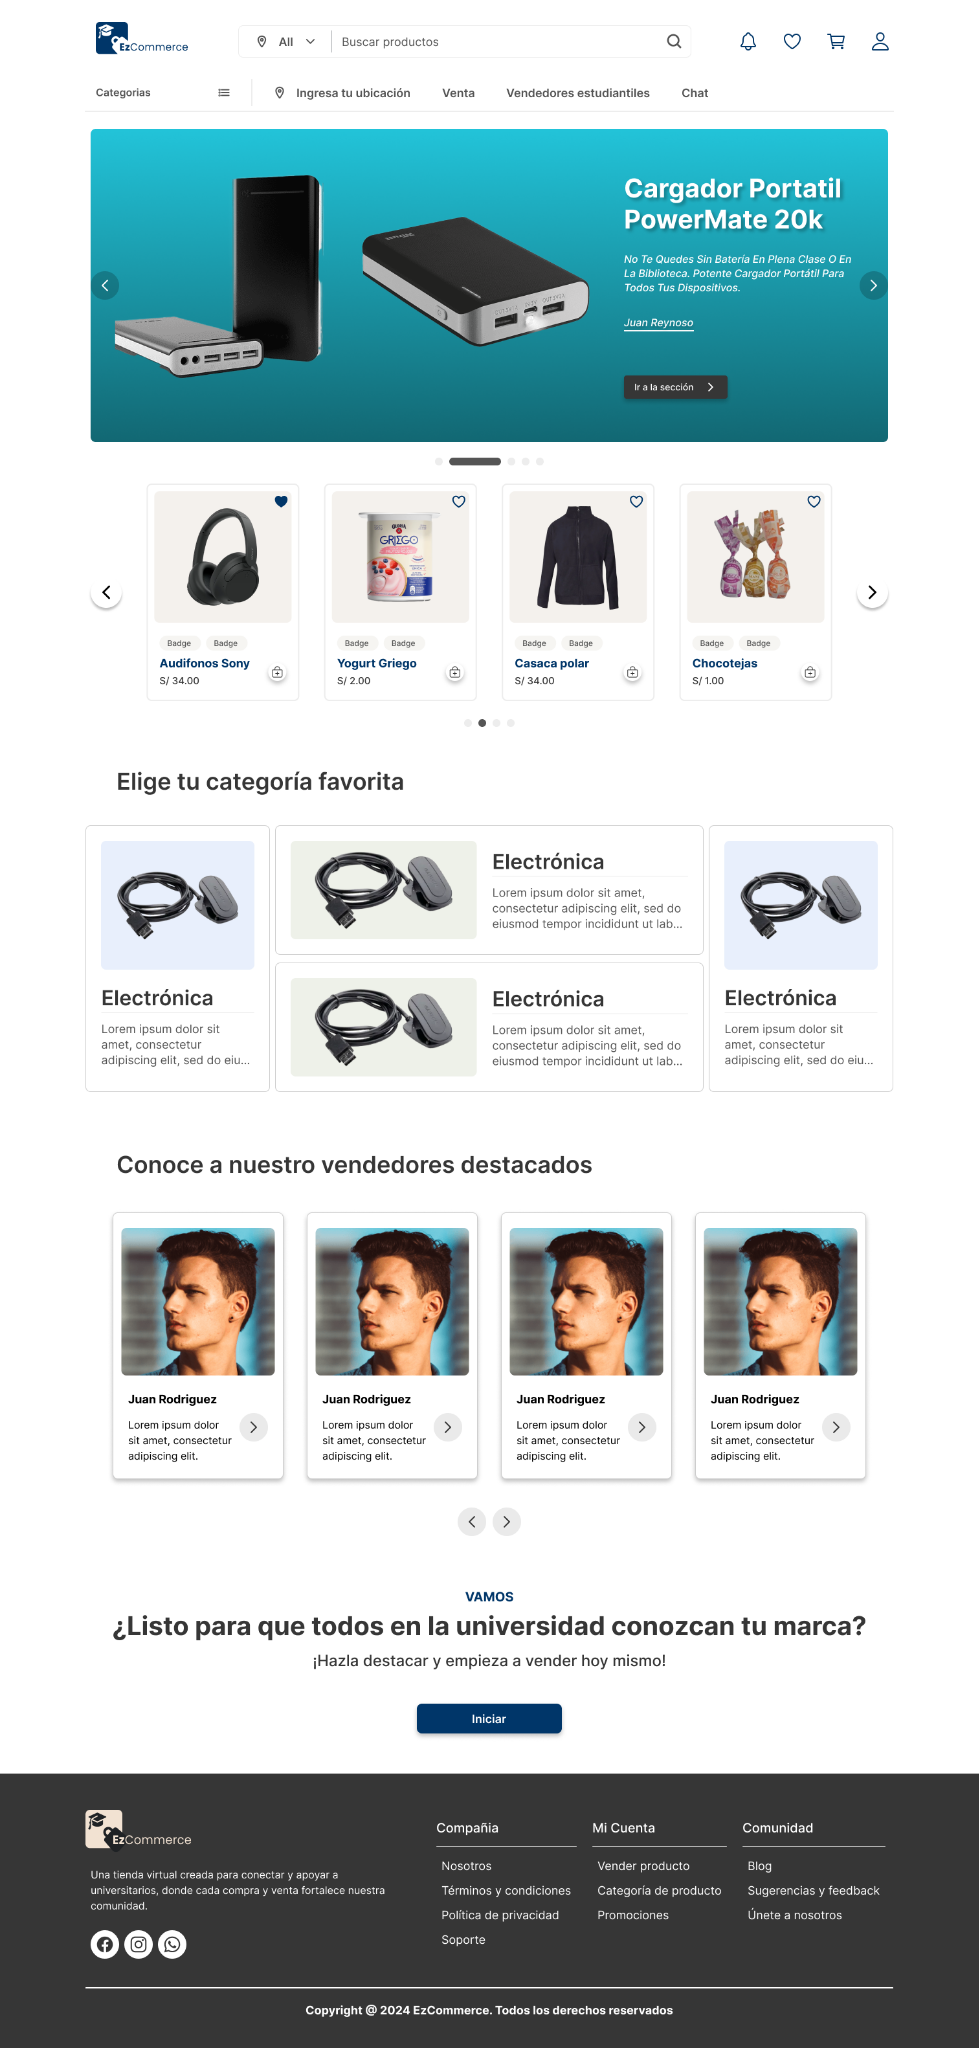 EzCommerce
All
Buscar productos
Categorias
Ingresa tu ubicación
Venta
Vendedores estudiantiles
Chat
Cargador Portatil
PowerMate 20k
No Te Quedes Sin Batería En Plena Clase O En
La Biblioteca. Potente Cargador Portátil Para
Todos Tus Dispositivos.
Juan Reynoso
Ir a la sección
GRIEGO
Badge Badge
Audifonos Sony
S/ 34.00
Badge Badge
Yogurt Griego
S/ 2.00
Badge Badge
Casaca polar
S/ 34.00
Badge Badge
Chocotejas
S/ 1.00
Elige tu categoría favorita
Electrónica
Lorem ipsum dolor sit
amet, consectetur
adipiscing elit, sed do eiu...
Electrónica
Lorem ipsum dolor sit amet,
consectetur adipiscing elit, sed do
eiusmod tempor incididunt ut lab...
Electrónica
Lorem ipsum dolor sit amet,
consectetur adipiscing elit, sed do
eiusmod tempor incididunt ut lab...
Electrónica
Lorem ipsum dolor sit
amet, consectetur
adipiscing elit, sed do eiu...
Conoce a nuestro vendedores destacados
Juan Rodriguez
Lorem ipsum dolor
sit amet, consectetur
adipiscing elit.
Juan Rodriguez
Lorem ipsum dolor
sit amet, consectetur
adipiscing elit.
Juan Rodriguez
Lorem ipsum dolor
sit amet, consectetur
adipiscing elit.
Juan Rodriguez
Lorem ipsum dolor
sit amet, consectetur
adipiscing elit.
VAMOS
¿Listo para que todos en la universidad conozcan tu marca?
¡Hazla destacar y empieza a vender hoy mismo!
Iniciar
EzCommerce
Una tienda virtual creada para conectar y apoyar a
universitarios, donde cada compra y venta fortalece nuestra
comunidad.
Compañia
Nosotros
Términos y condiciones
Política de privacidad
Soporte
Mi Cuenta
Vender producto
Categoría de producto
Promociones
Comunidad
Blog
Sugerencias y feedback
Únete a nosotros
Copyright @ 2024 EzCommerce. Todos los derechos reservados